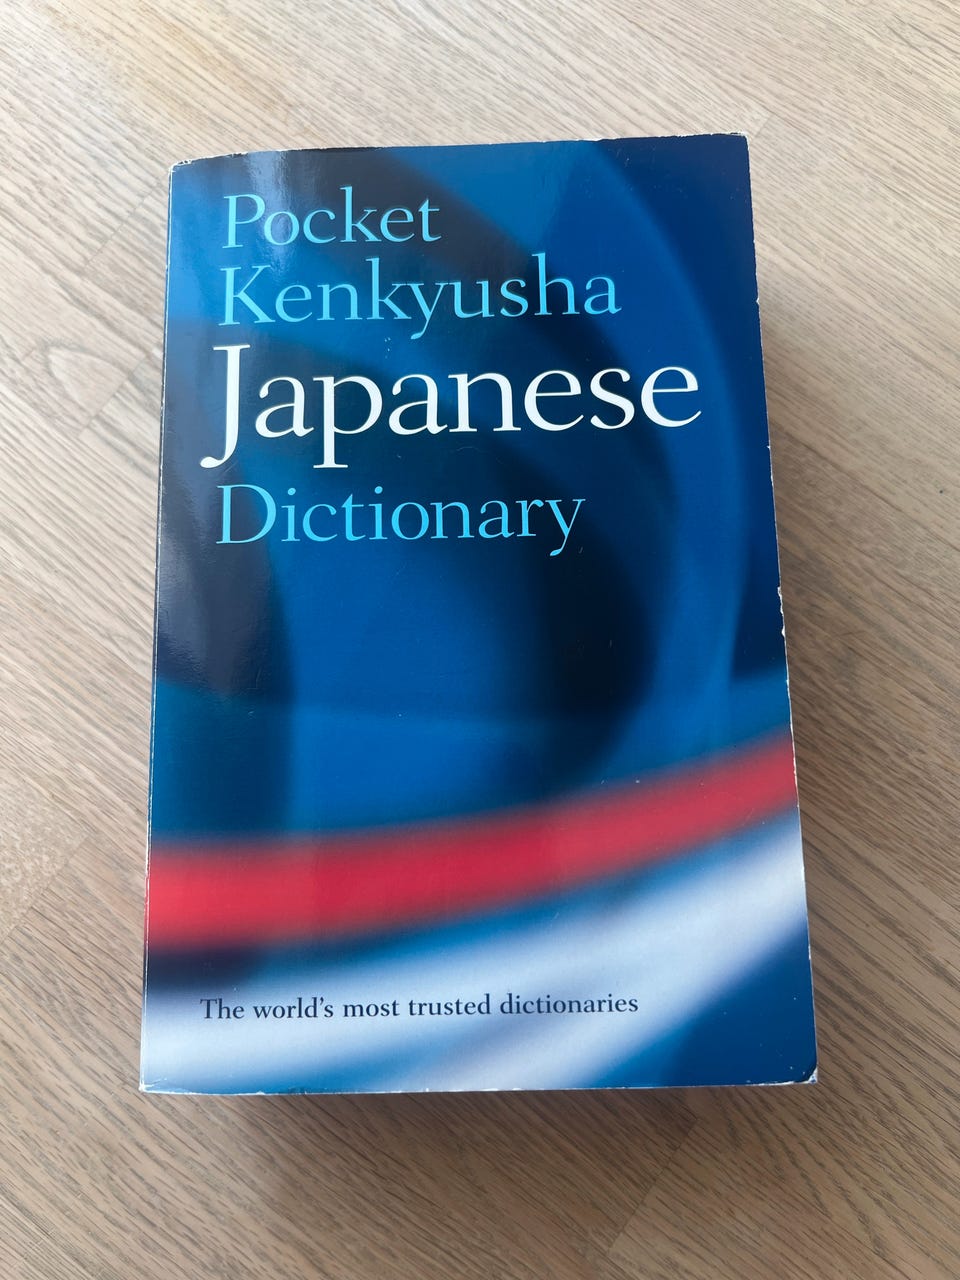 Pocket
Kenkyusha
Japanese
Dictionary
The world's most trusted dictionaries